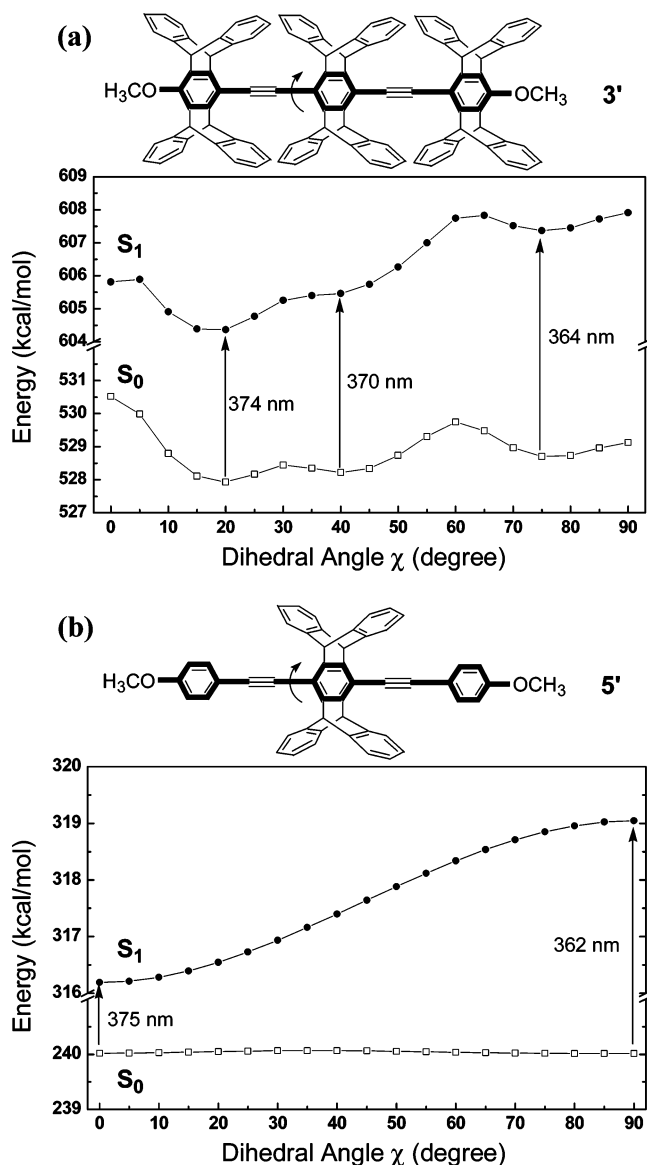 (a)
H₃CO
OCH₃
3'
609
608
607
606
605
604
531
530
529
528
527
S₁
S₀
374 nm
370 nm
364 nm
Energy (kcal/mol)
0 10 20 30 40 50 60 70 80 90
Dihedral Angle χ (degree)
(b)
H₃CO
OCH₃
5'
320
319
318
317
316
240
239
S₁
S₀
375 nm
362 nm
Energy (kcal/mol)
0 10 20 30 40 50 60 70 80 90
Dihedral Angle χ (degree)